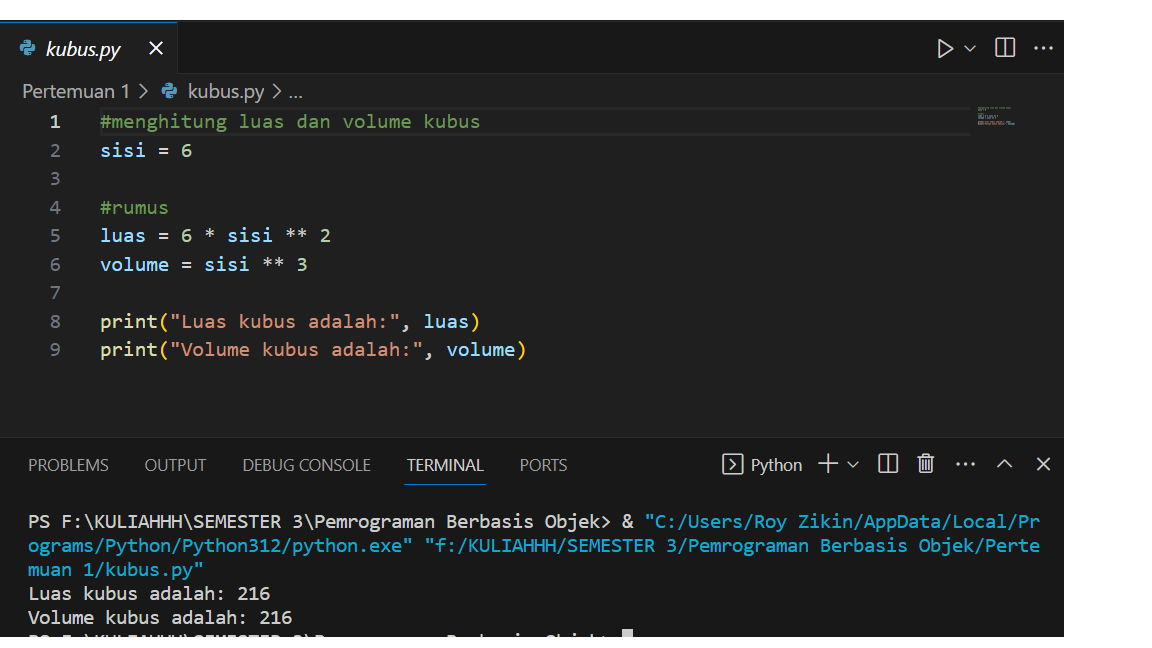 kubus.py
Pertemuan 1 > kubus.py > ...
1 #menghitung luas dan volume kubus
2 sisi = 6
3
4 #rumus
5 luas = 6 * sisi ** 2
6 volume = sisi ** 3
7
8 print("Luas kubus adalah:", luas)
9 print("Volume kubus adalah:", volume)
PROBLEMS OUTPUT DEBUG CONSOLE TERMINAL PORTS Python
PS F:\KULIAHHH\SEMESTER 3\Pemrograman Berbasis Objek> & "C:/Users/Roy Zikin/AppData/Local/Pr
ograms/Python/Python312/python.exe" "f:/KULIAHHH/SEMESTER 3/Pemrograman Berbasis Objek/Perte
muan 1/kubus.py"
Luas kubus adalah: 216
Volume kubus adalah: 216